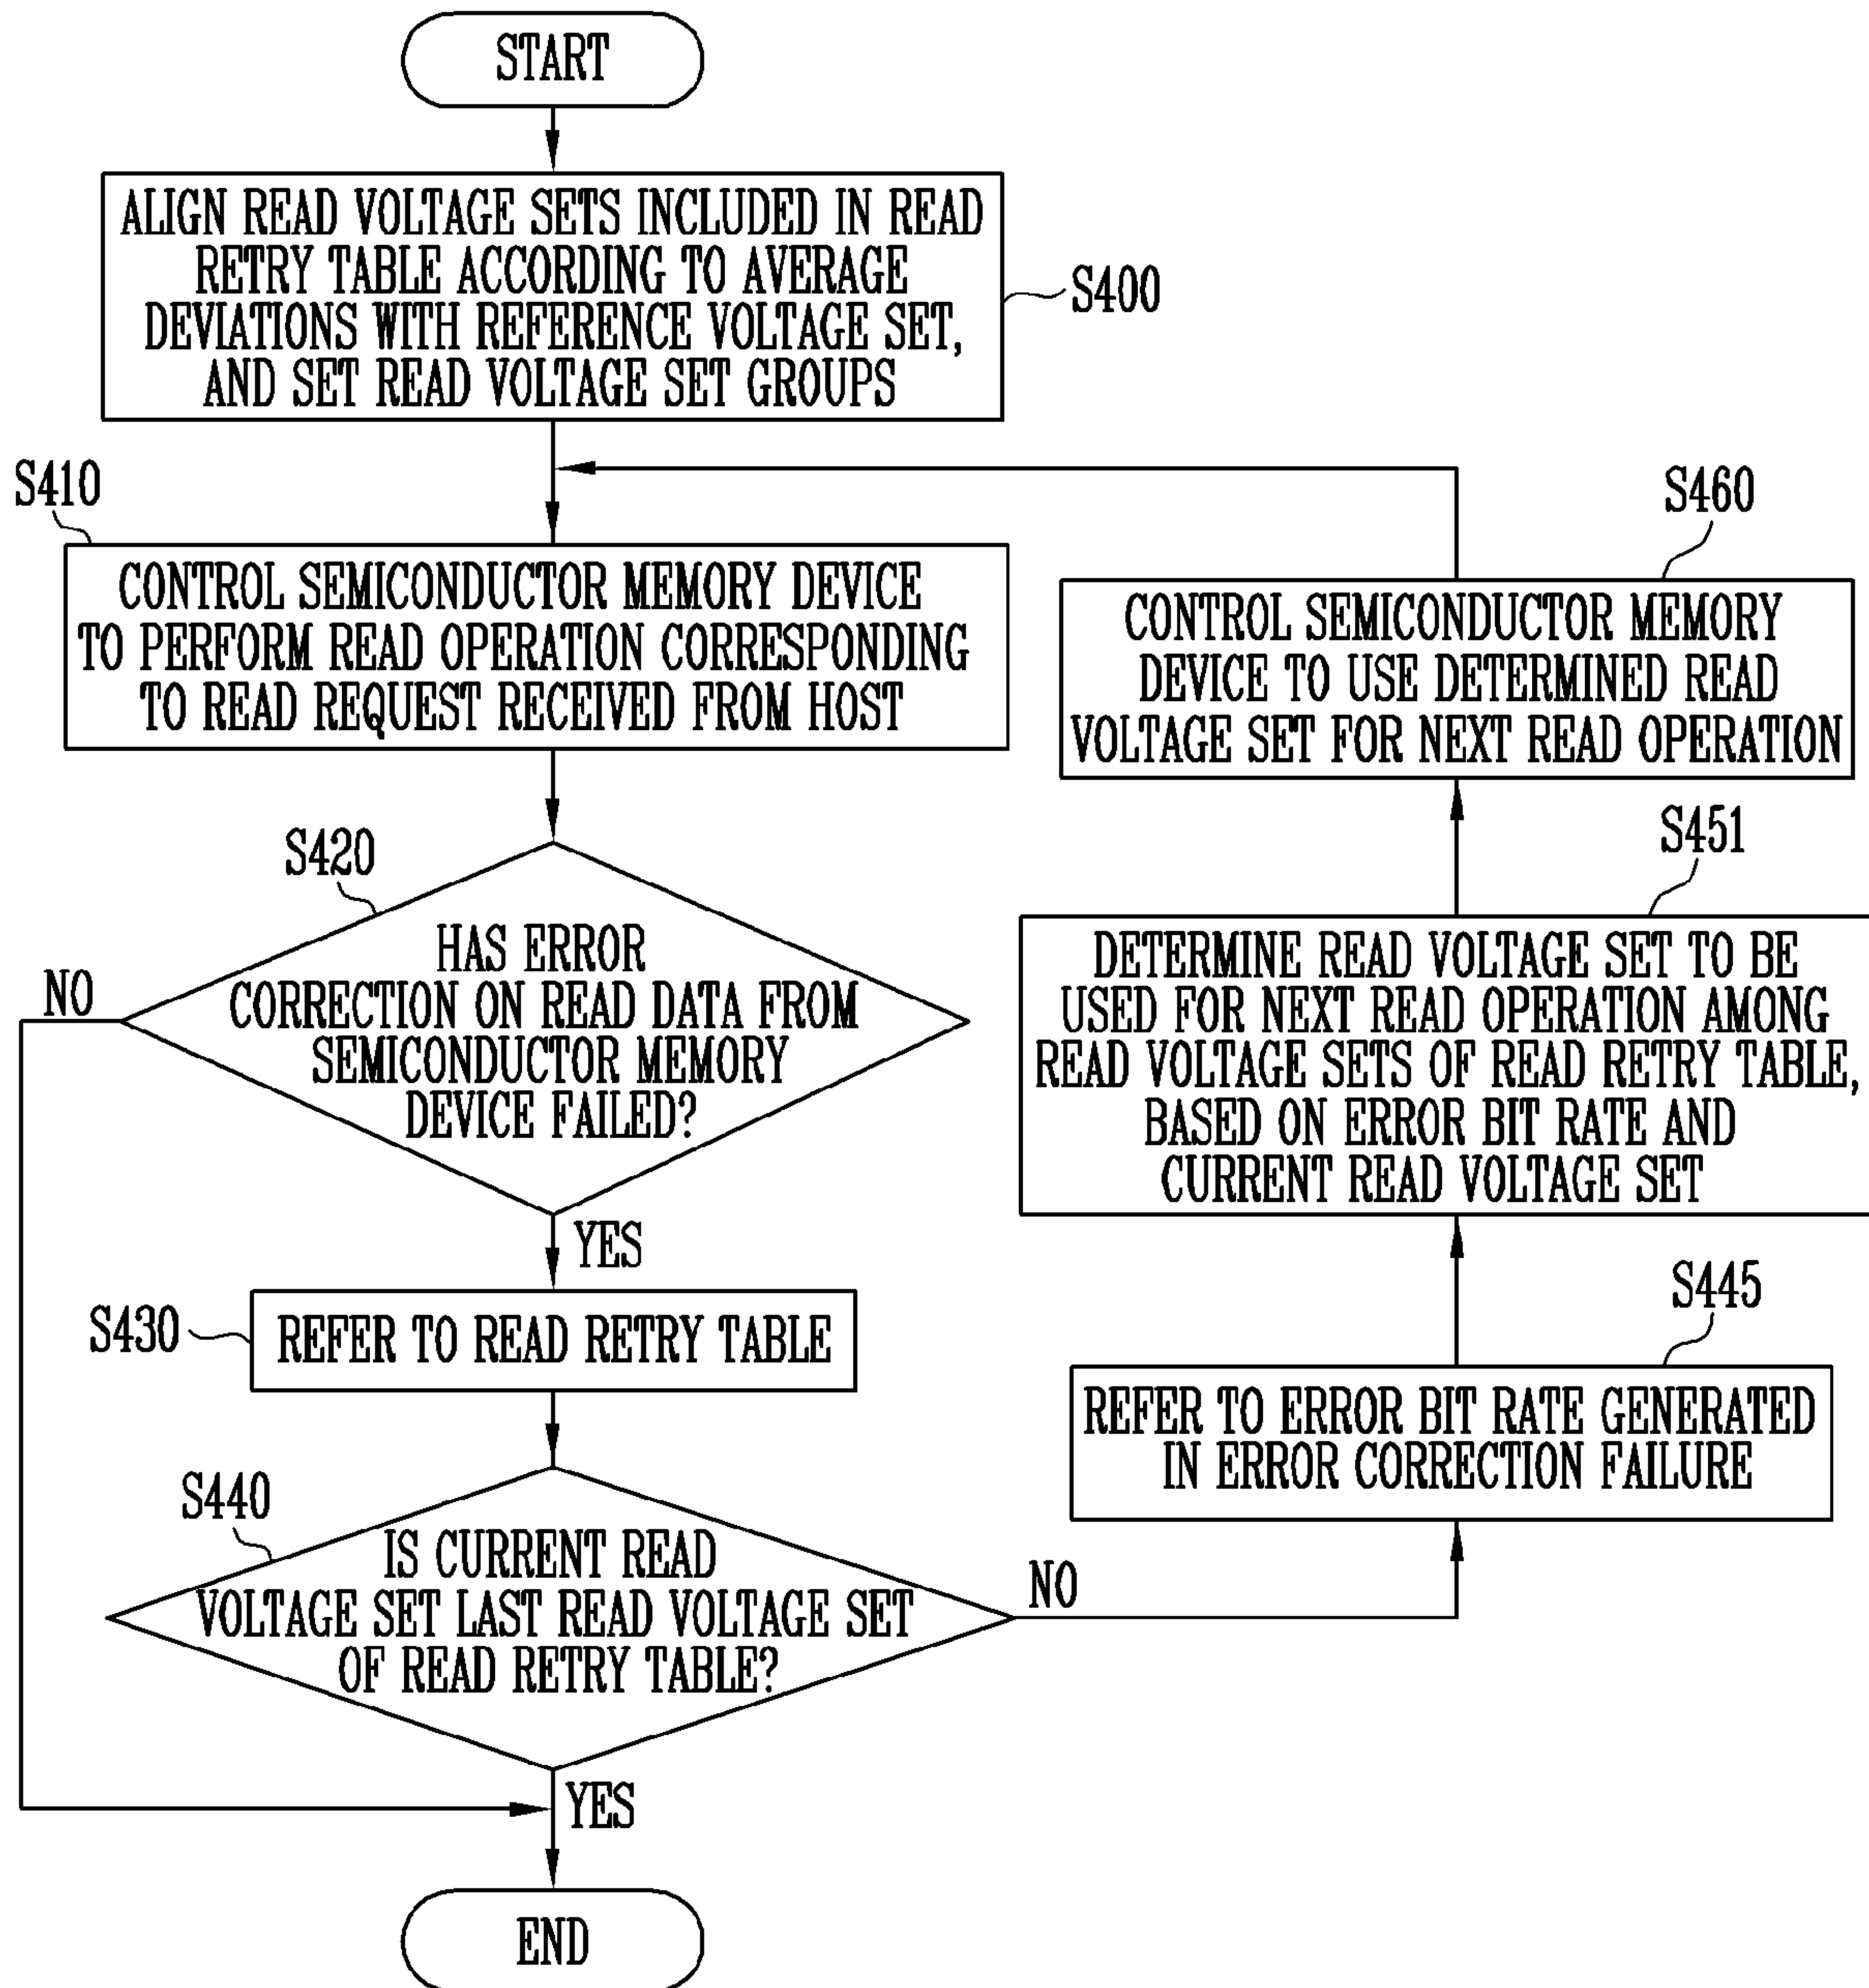 START
ALIGN READ VOLTAGE SETS INCLUDED IN READ
RETRY TABLE ACCORDING TO AVERAGE
DEVIATIONS WITH REFERENCE VOLTAGE SET,
AND SET READ VOLTAGE SET GROUPS
S400
S410
CONTROL SEMICONDUCTOR MEMORY DEVICE
TO PERFORM READ OPERATION CORRESPONDING
TO READ REQUEST RECEIVED FROM HOST
S420
HAS ERROR
CORRECTION ON READ DATA FROM
SEMICONDUCTOR MEMORY
DEVICE FAILED?
NO
YES
S430
REFER TO READ RETRY TABLE
S440
IS CURRENT READ
VOLTAGE SET LAST READ VOLTAGE SET
OF READ RETRY TABLE?
NO
YES
S445
REFER TO ERROR BIT RATE GENERATED
IN ERROR CORRECTION FAILURE
S451
DETERMINE READ VOLTAGE SET TO BE
USED FOR NEXT READ OPERATION AMONG
READ VOLTAGE SETS OF READ RETRY TABLE,
BASED ON ERROR BIT RATE AND
CURRENT READ VOLTAGE SET
S460
CONTROL SEMICONDUCTOR MEMORY
DEVICE TO USE DETERMINED READ
VOLTAGE SET FOR NEXT READ OPERATION
END